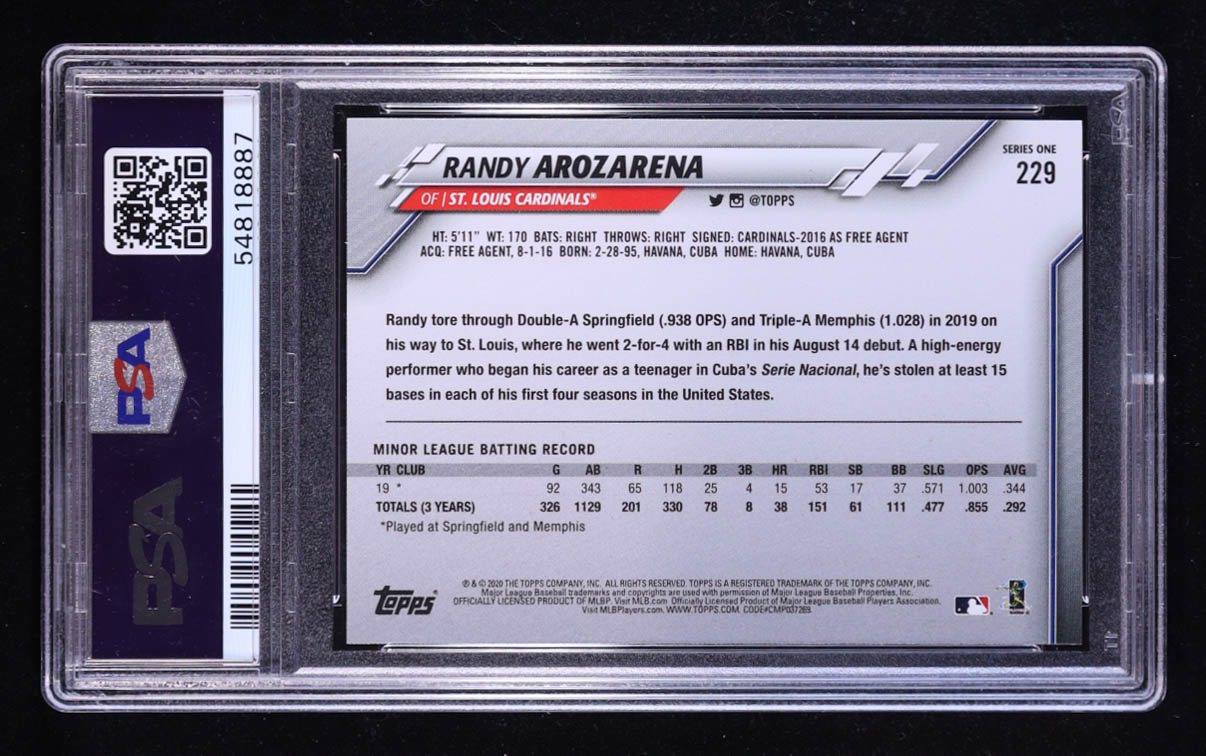 54818887
PSA
PSA
RANDY AROZARENA
OF | ST. LOUIS CARDINALS®
@TOPPS
SERIES ONE
229
HT: 5'11" WT: 170 BATS: RIGHT THROWS: RIGHT SIGNED: CARDINALS-2016 AS FREE AGENT
ACQ: FREE AGENT, 8-1-16 BORN: 2-28-95, HAVANA, CUBA HOME: HAVANA, CUBA
Randy tore through Double-A Springfield (.938 OPS) and Triple-A Memphis (1.028) in 2019 on
his way to St. Louis, where he went 2-for-4 with an RBI in his August 14 debut. A high-energy
performer who began his career as a teenager in Cuba's Serie Nacional, he's stolen at least 15
bases in each of his first four seasons in the United States.
MINOR LEAGUE BATTING RECORD
YR CLUB G AB R H 2B 3B HR RBI SB BB SLG OPS AVG
19 * 92 343 65 118 25 4 15 53 17 37 .571 1.003 .344
TOTALS (3 YEARS) 326 1129 201 330 78 8 38 151 61 111 .477 .855 .292
*Played at Springfield and Memphis
topps®
® & © 2020 THE TOPPS COMPANY, INC. ALL RIGHTS RESERVED. TOPPS IS A REGISTERED TRADEMARK OF THE TOPPS COMPANY, INC.
Major League Baseball trademarks and copyrights are used with permission of Major League Baseball Properties, Inc.
OFFICIALLY LICENSED PRODUCT OF MLBP. Visit MLB.com Officially Licensed Product of Major League Baseball Players Association.
Visit MLBPlayers.com. WWW.TOPPS.COM. CODE#CMP037269.